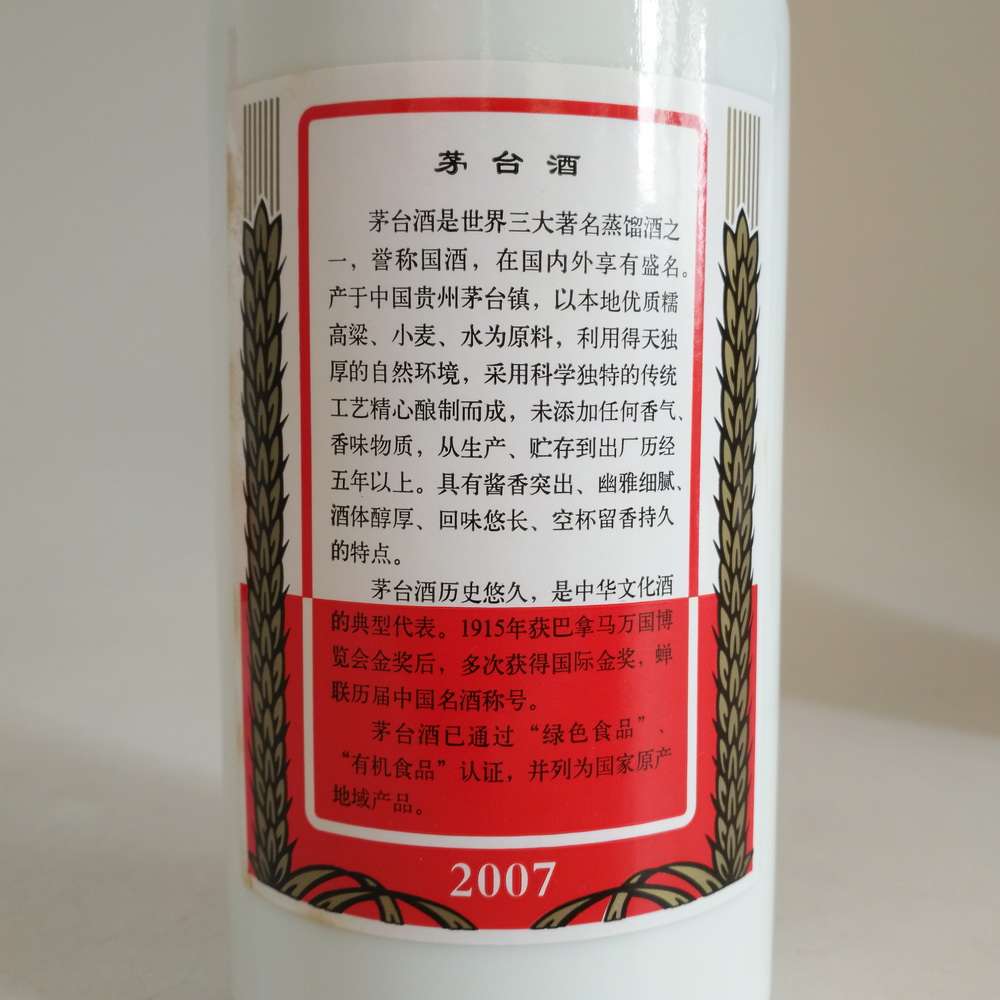 茅台酒
茅台酒是世界三大著名蒸馏酒之
一，誉称国酒，在国内外享有盛名。
产于中国贵州茅台镇，以本地优质糯
高粱、小麦、水为原料，利用得天独
厚的自然环境，采用科学独特的传统
工艺精心酿制而成，未添加任何香气、
香味物质，从生产、贮存到出厂历经
五年以上。具有酱香突出、幽雅细腻、
酒体醇厚、回味悠长、空杯留香持久
的特点。
茅台酒历史悠久，是中华文化酒
的典型代表。1915年获巴拿马万国博
览会金奖后，多次获得国际金奖，蝉
联历届中国名酒称号。
茅台酒已通过“绿色食品”、
“有机食品”认证，并列为国家原产
地域产品。
2007